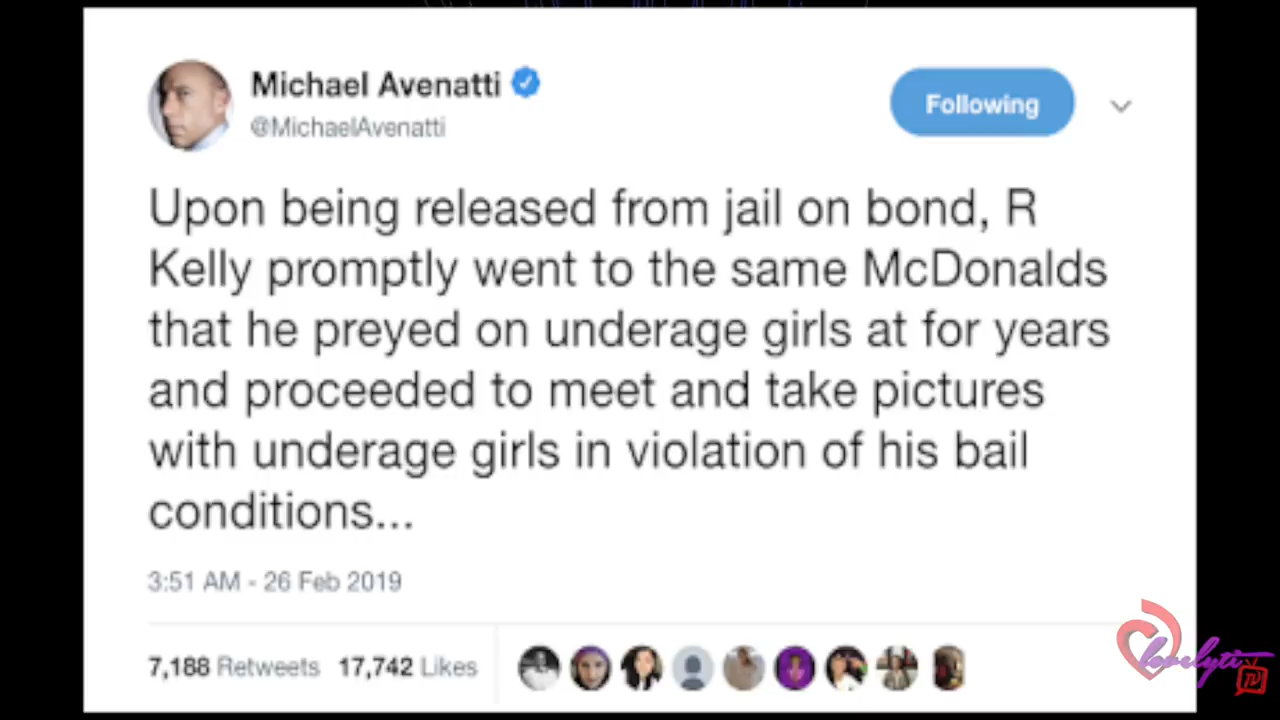 Michael Avenatti
@MichaelAvenatti
Following
Upon being released from jail on bond, R
Kelly promptly went to the same McDonalds
that he preyed on underage girls at for years
and proceeded to meet and take pictures
with underage girls in violation of his bail
conditions...
3:51 AM - 26 Feb 2019
7,188 Retweets 17,742 Likes
lovelyti
TV